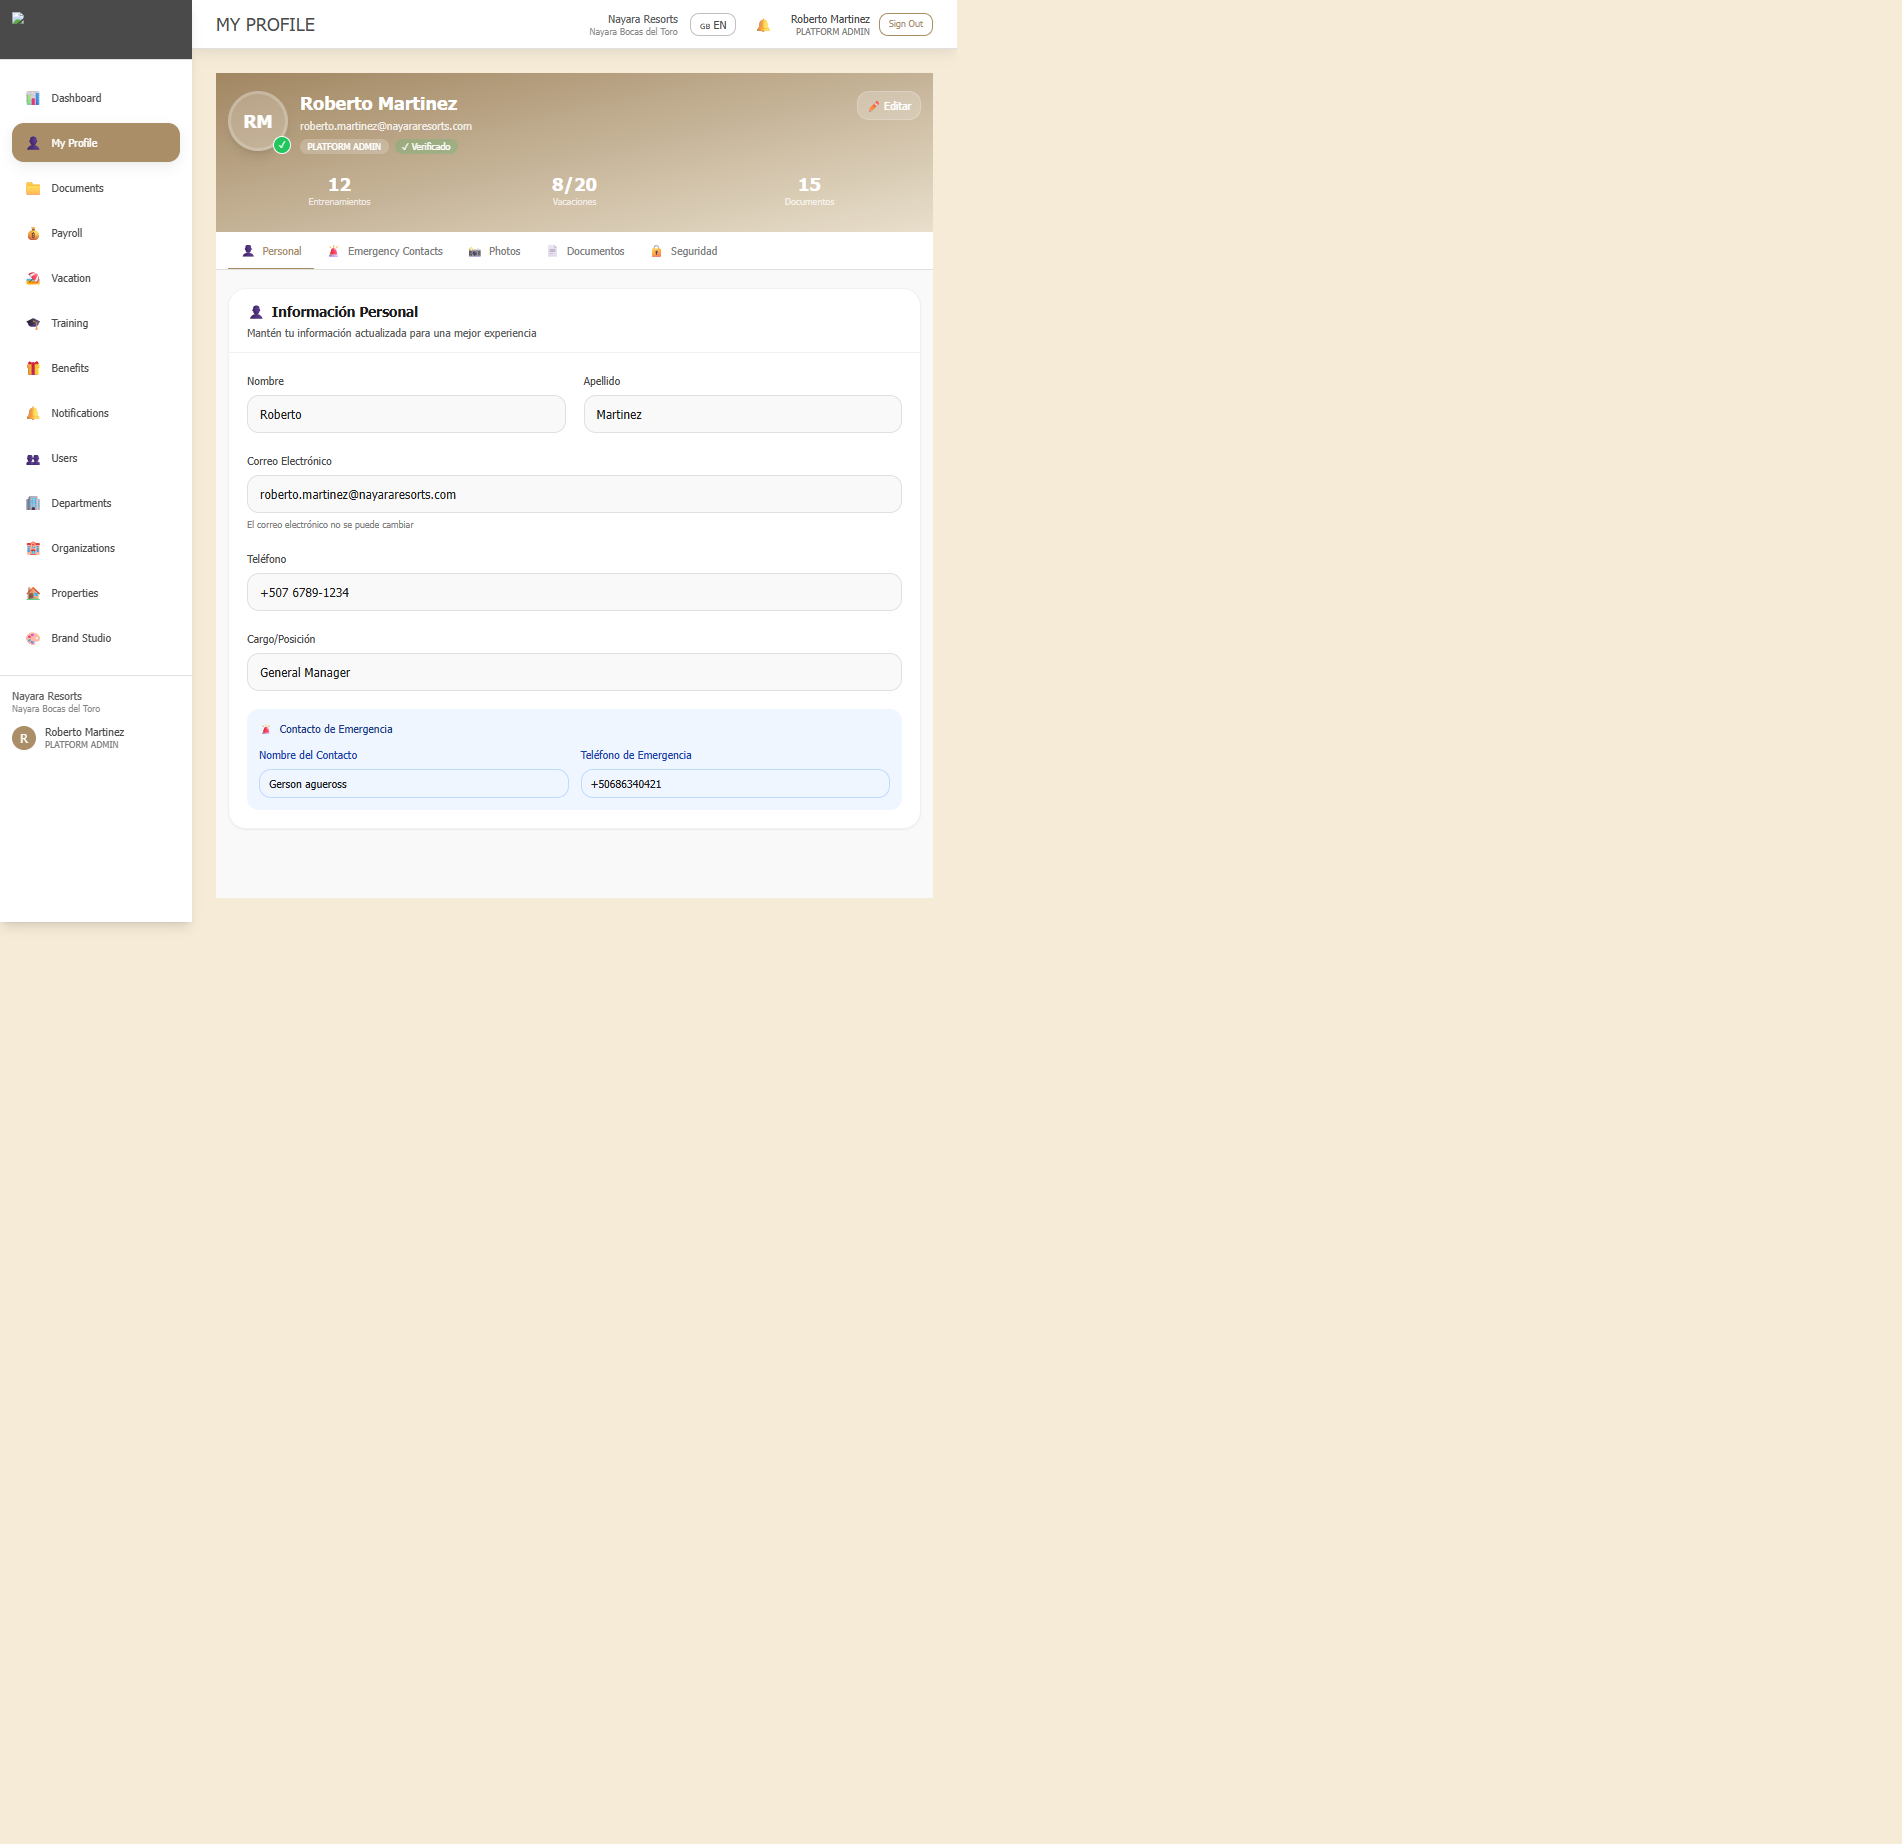 MY PROFILE
Nayara Resorts
Nayara Bocas del Toro
GB EN
Roberto Martinez
PLATFORM ADMIN
Sign Out
Dashboard
My Profile
Documents
Payroll
Vacation
Training
Benefits
Notifications
Users
Departments
Organizations
Properties
Brand Studio
Nayara Resorts
Nayara Bocas del Toro
R
Roberto Martinez
PLATFORM ADMIN
RM
✓
Roberto Martinez
roberto.martinez@nayararesorts.com
PLATFORM ADMIN
✓ Verificado
Editar
12
Entrenamientos
8/20
Vacaciones
15
Documentos
Personal
Emergency Contacts
Photos
Documentos
Seguridad
Información Personal
Mantén tu información actualizada para una mejor experiencia
Nombre
Roberto
Apellido
Martinez
Correo Electrónico
roberto.martinez@nayararesorts.com
El correo electrónico no se puede cambiar
Teléfono
+507 6789-1234
Cargo/Posición
General Manager
Contacto de Emergencia
Nombre del Contacto
Gerson agueross
Teléfono de Emergencia
+50686340421